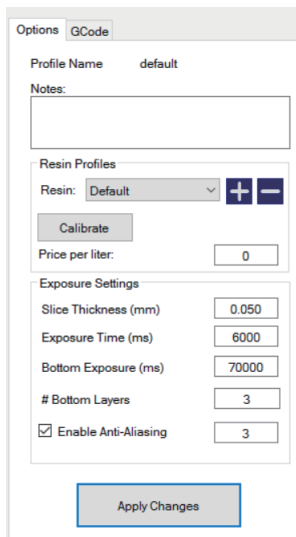 Options GCode
Profile Name default
Notes:
Resin Profiles
Resin: Default
Calibrate
Price per liter: 0
Exposure Settings
Slice Thickness (mm) 0.050
Exposure Time (ms) 6000
Bottom Exposure (ms) 70000
# Bottom Layers 3
Enable Anti-Aliasing 3
Apply Changes